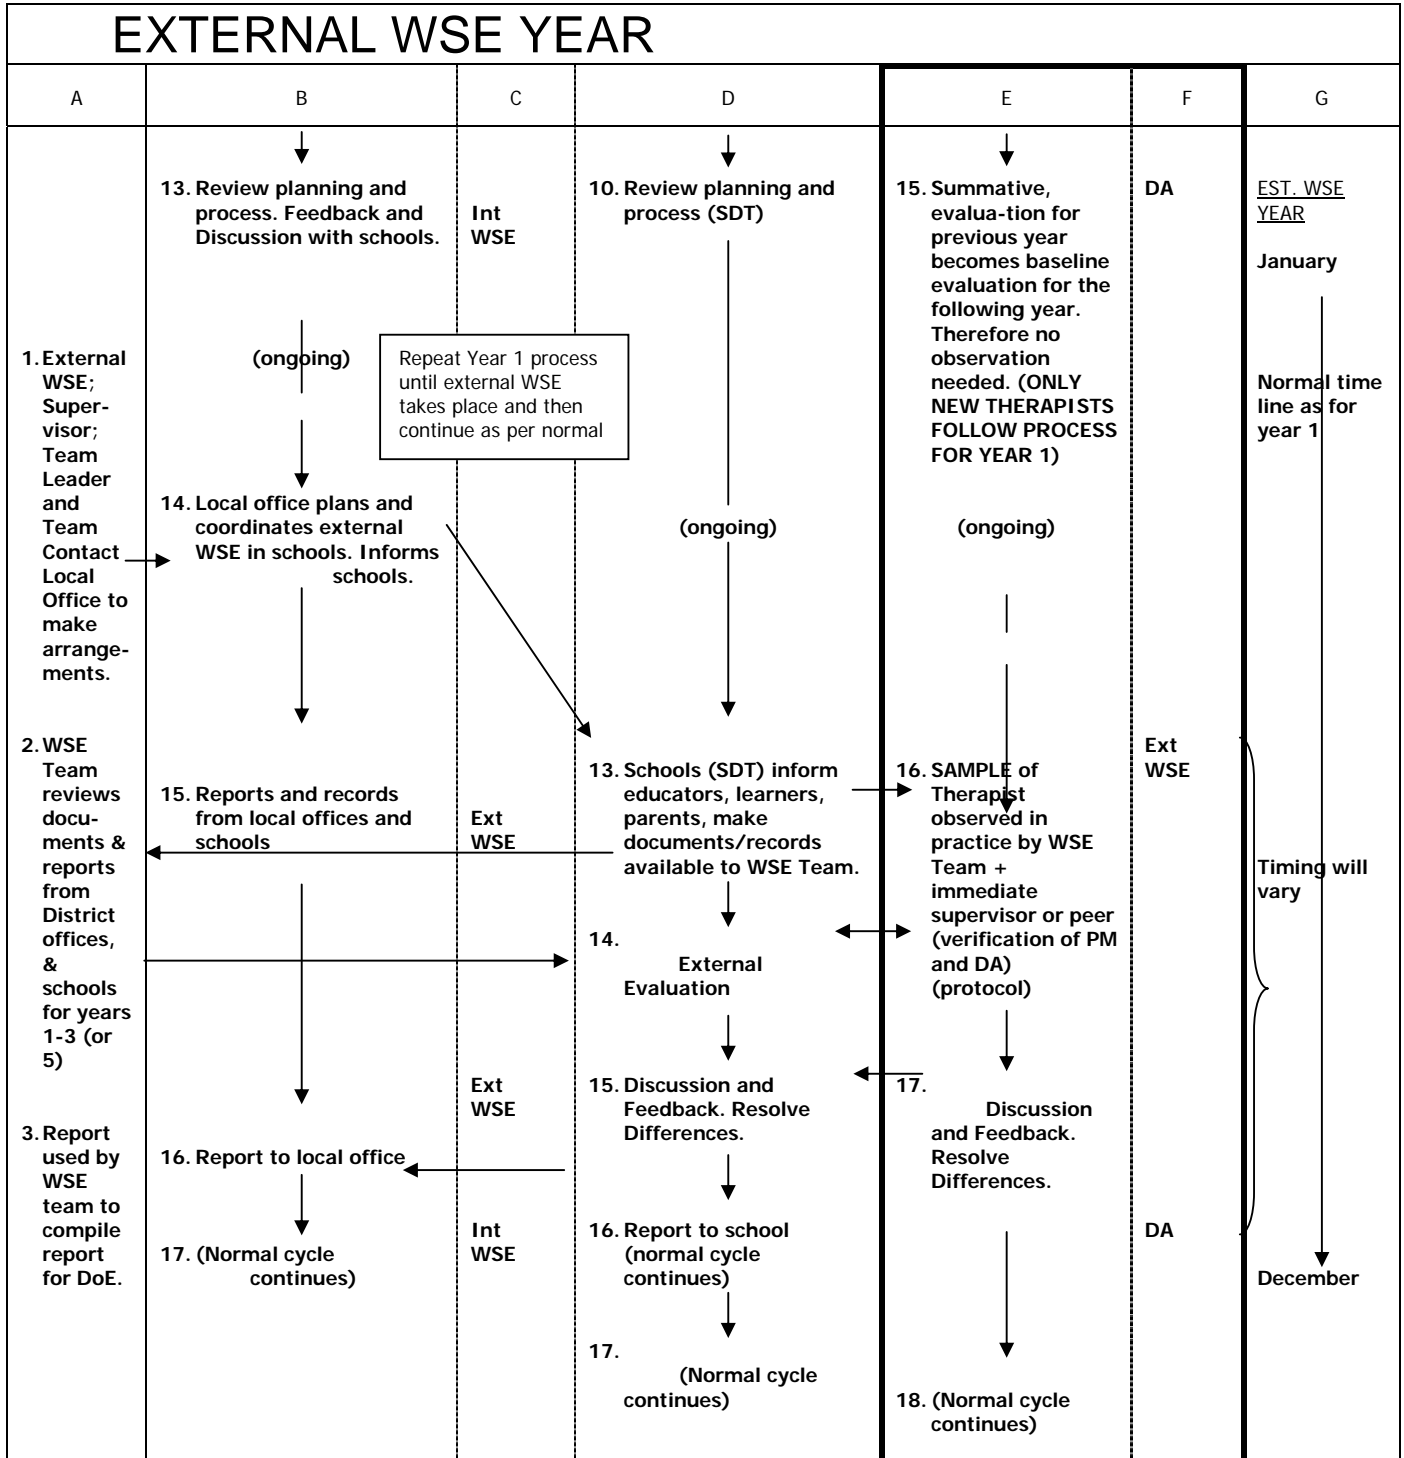 EXTERNAL WSE YEAR
A
B
C
D
E
F
G
1. External
WSE;
Super-
visor;
Team
Leader
and
Team
Contact
Local
Office to
make
arrange-
ments.
2. WSE
Team
reviews
docu-
ments &
reports
from
District
offices,
&
schools
for years
1-3 (or
5)
3. Report
used by
WSE
team to
compile
report
for DoE.
13. Review planning and
process. Feedback and
Discussion with schools.
(ongoing)
14. Local office plans and
coordinates external
WSE in schools. Informs
schools.
15. Reports and records
from local offices and
schools
16. Report to local office
17. (Normal cycle
continues)
Int
WSE
Repeat Year 1 process
until external WSE
takes place and then
continue as per normal
Ext
WSE
Ext
WSE
Int
WSE
10. Review planning and
process (SDT)
(ongoing)
13. Schools (SDT) inform
educators, learners,
parents, make
documents/records
available to WSE Team.
14.
External
Evaluation
15. Discussion and
Feedback. Resolve
Differences.
16. Report to school
(normal cycle
continues)
17.
(Normal cycle
continues)
15. Summative,
evalua-tion for
previous year
becomes baseline
evaluation for the
following year.
Therefore no
observation
needed. (ONLY
NEW THERAPISTS
FOLLOW PROCESS
FOR YEAR 1)
(ongoing)
16. SAMPLE of
Therapist
observed in
practice by WSE
Team +
immediate
supervisor or peer
(verification of PM
and DA)
(protocol)
17.
Discussion
and Feedback.
Resolve
Differences.
18. (Normal cycle
continues)
DA
Ext
WSE
DA
EST. WSE
YEAR
January
Normal time
line as for
year 1
Timing will
vary
December